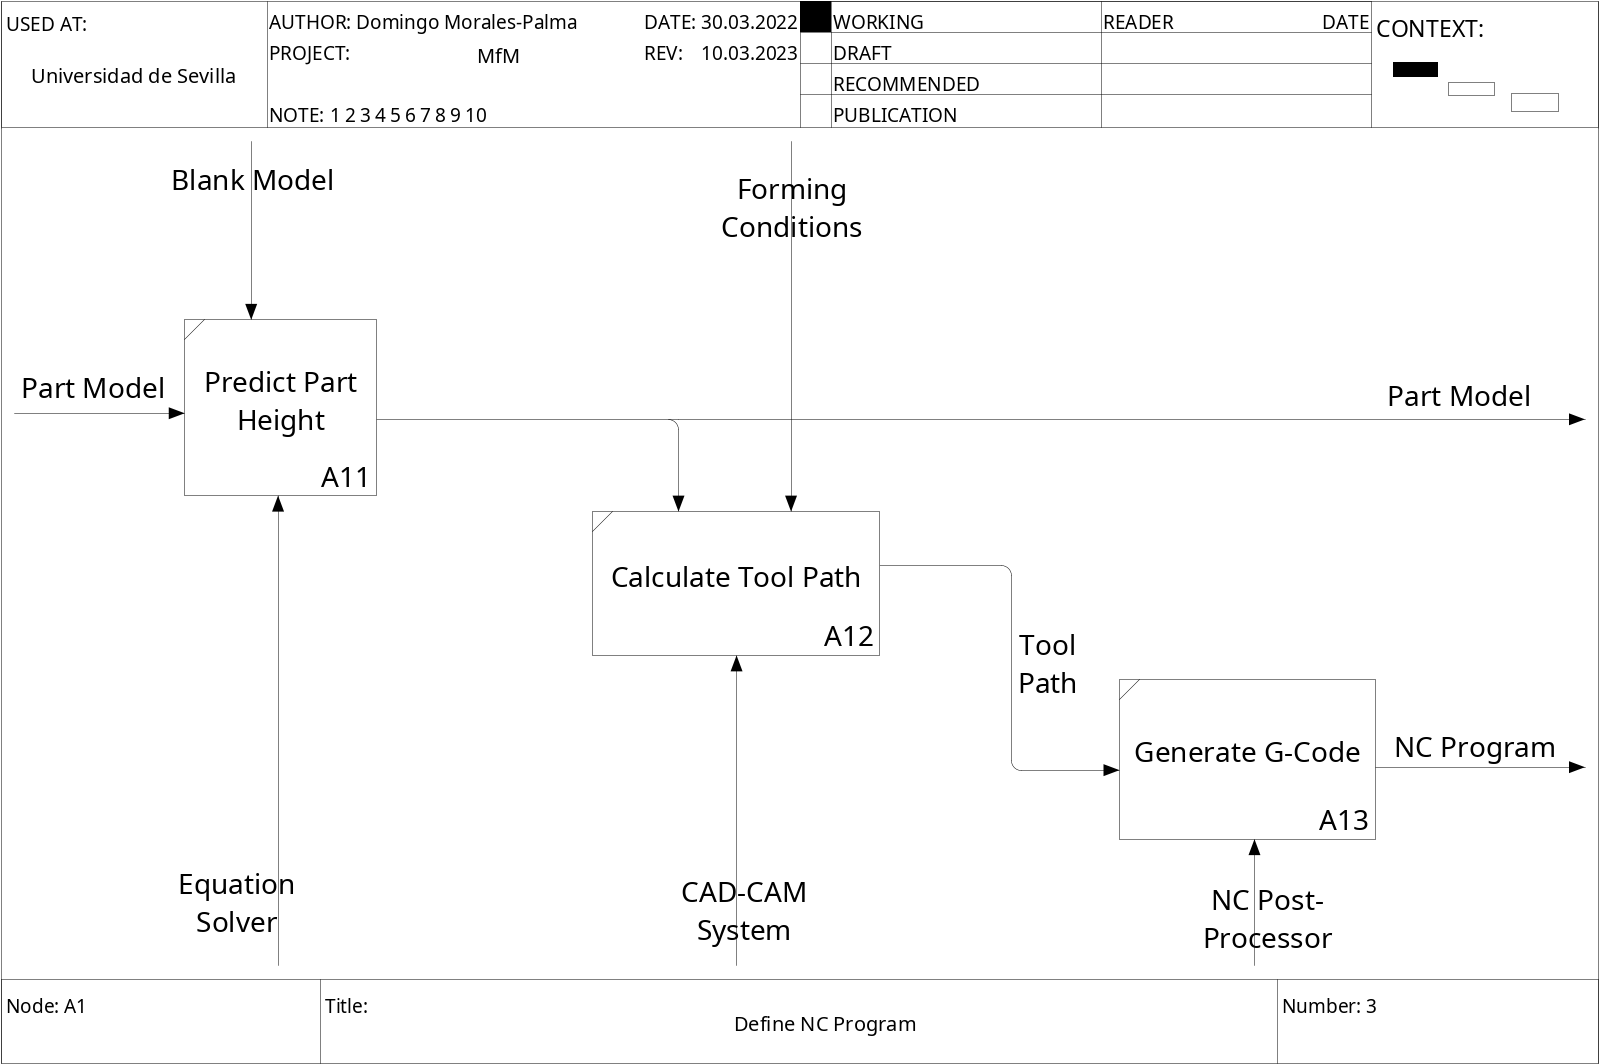 USED AT:
Universidad de Sevilla
AUTHOR: Domingo Morales-Palma
DATE: 30.03.2022
PROJECT:
MfM
REV: 10.03.2023
NOTE: 1 2 3 4 5 6 7 8 9 10
WORKING
DRAFT
RECOMMENDED
PUBLICATION
READER
DATE
CONTEXT:
Blank Model
Forming
Conditions
Part Model
Predict Part
Height
A11
Part Model
Calculate Tool Path
A12
Tool
Path
Generate G-Code
A13
NC Program
Equation
Solver
CAD-CAM
System
NC Post-
Processor
Node: A1
Title:
Define NC Program
Number: 3